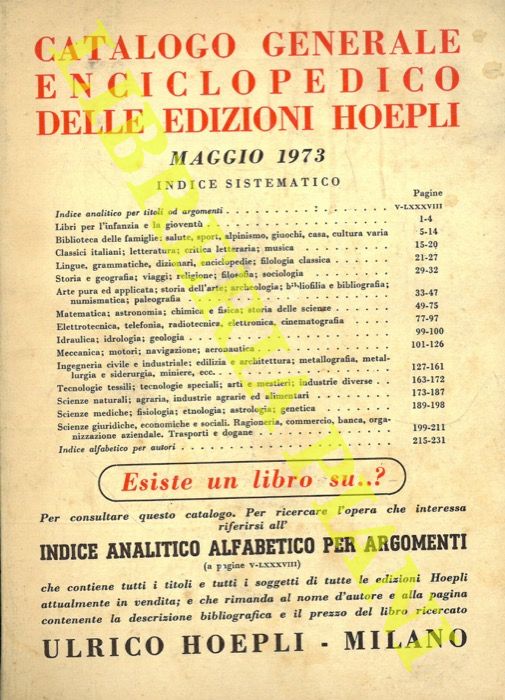 CATALOGO GENERALE
ENCICLOPEDICO
DELLE EDIZIONI HOEPLI
MAGGIO 1973
INDICE SISTEMATICO
Pagine
Indice analitico per titoli od argomenti . . . . . . . . . . . . V-LXXXVIII
Libri per l'infanzia e la gioventù . . . . . . . . . . . . 1-4
Biblioteca delle famiglie: salute, sport, alpinismo, giuochi, casa, cultura varia 5-14
Classici italiani; letteratura; critica letteraria; musica . . . . . . 15-20
Lingue, grammatiche, dizionari, enciclopedie; filologia classica . . . . 21-27
Storia e geografia; viaggi; religione; filosofia; sociologia . . . . . 29-32
Arte pura ed applicata; storia dell'arte; archeologia; bibliofilia e bibliografia;
numismatica; paleografia . . . . . . . . . . . . 33-47
Matematica; astronomia; chimica e fisica; storia delle scienze . . . . 49-75
Elettrotecnica, telefonia, radiotecnica, elettronica, cinematografia . . . 77-97
Idraulica; idrologia; geologia . . . . . . . . . . . . 99-100
Meccanica; motori; navigazione; aeronautica . . . . . . . . 101-126
Ingegneria civile e industriale; edilizia e architettura; metallografia, metal-
lurgia e siderurgia, miniere, ecc. . . . . . . . . . . . 127-161
Tecnologie tessili; tecnologie speciali; arti e mestieri; industrie diverse . . 163-172
Scienze naturali; agraria, industrie agrarie ed alimentari . . . . . 173-187
Scienze mediche; fisiologia; etnologia; astrologia; genetica . . . . . 189-198
Scienze giuridiche, economiche e sociali. Ragioneria, commercio, banca, orga-
nizzazione aziendale. Trasporti e dogane . . . . . . . . 199-211
Indice alfabetico per autori . . . . . . . . . . . . 215-231
Esiste un libro su..?
Per consultare questo catalogo. Per ricercare l'opera che interessa
riferirsi all'
INDICE ANALITICO ALFABETICO PER ARGOMENTI
(a pagine V-LXXXVIII)
che contiene tutti i titoli e tutti i soggetti di tutte le edizioni Hoepli
attualmente in vendita; e che rimanda al nome d'autore e alla pagina
contenente la descrizione bibliografica e il prezzo del libro ricercato
ULRICO HOEPLI - MILANO